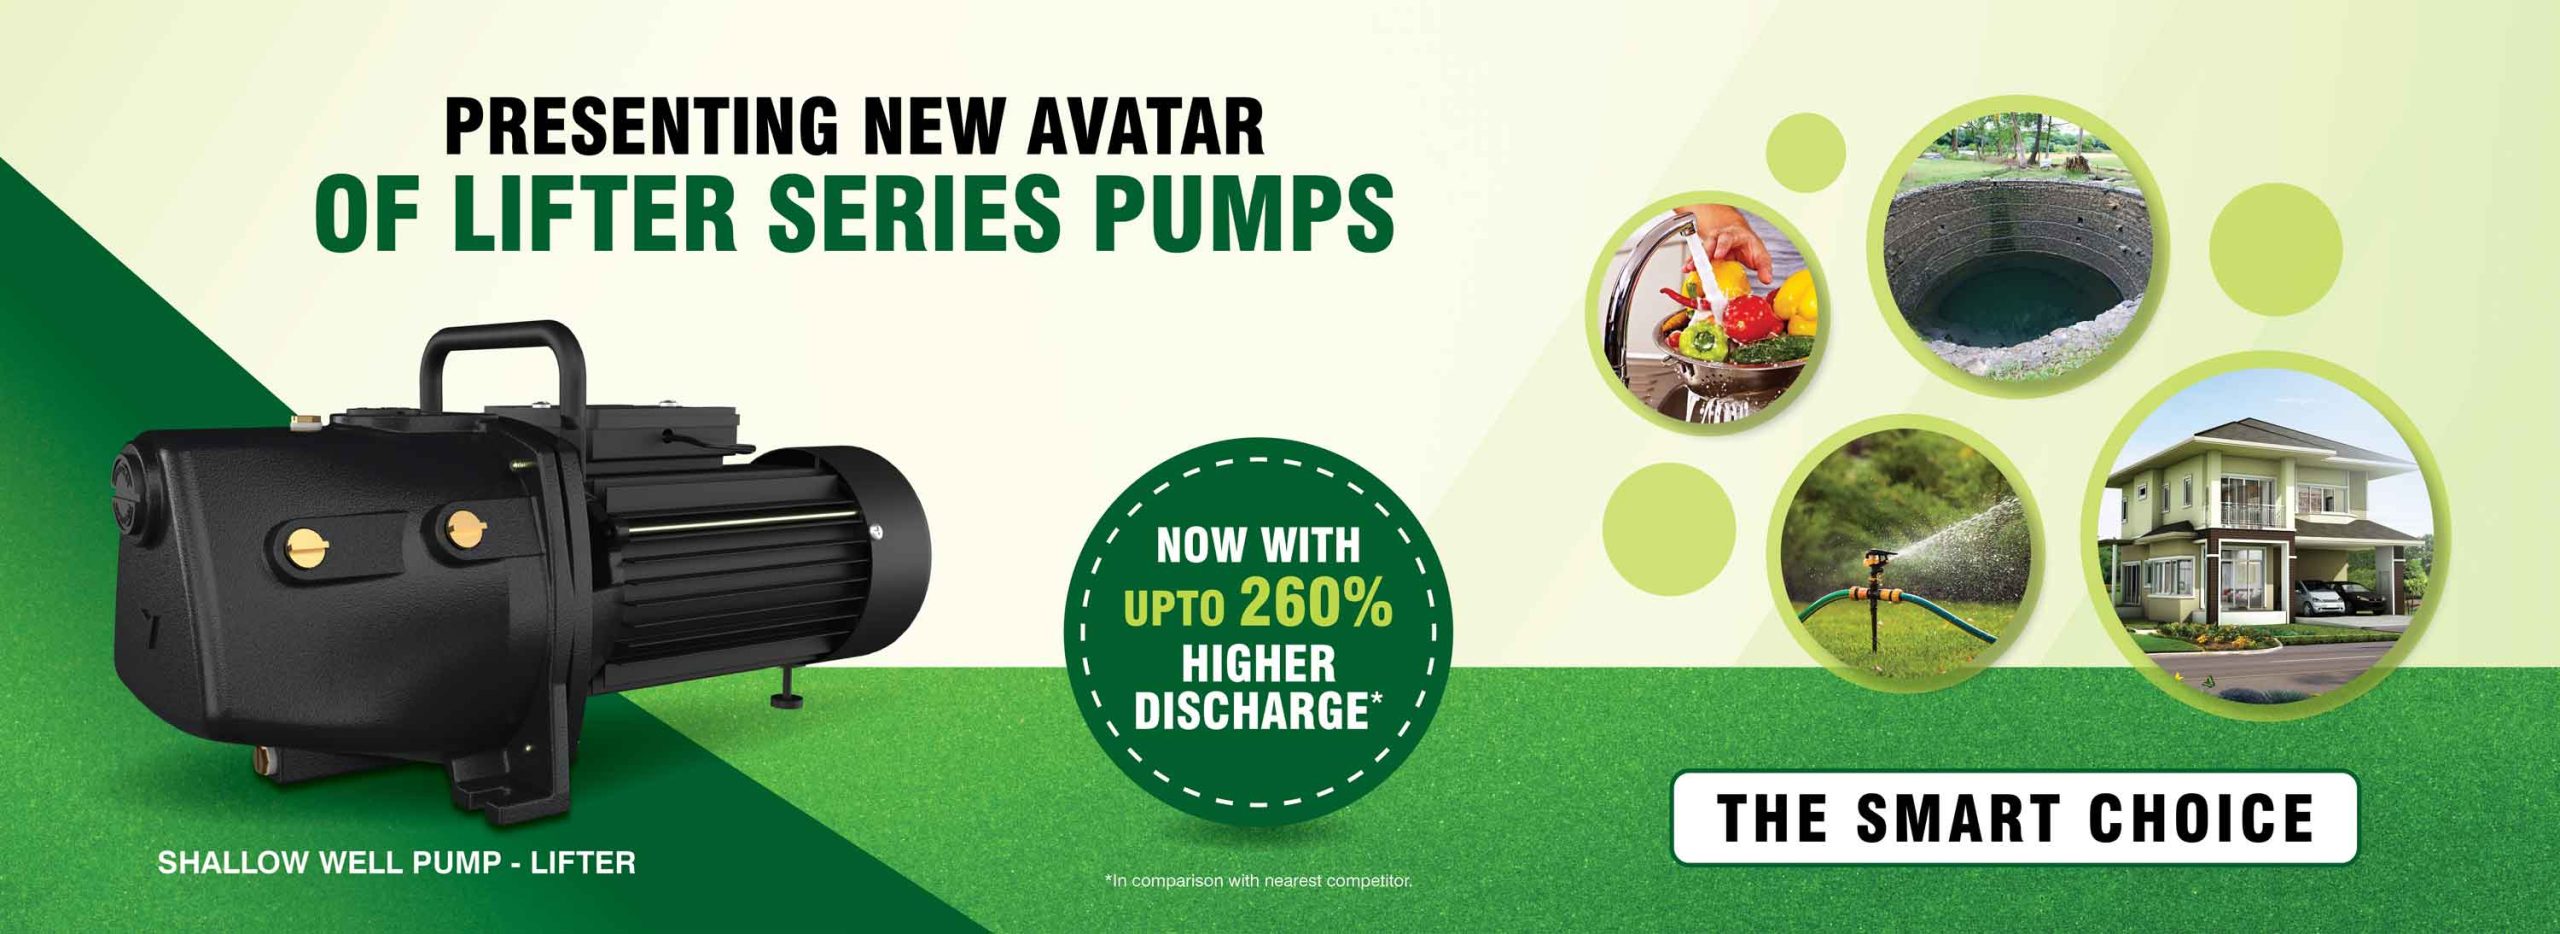 PRESENTING NEW AVATAR
OF LIFTER SERIES PUMPS
NOW WITH
UPTO 260%
HIGHER
DISCHARGE*
SHALLOW WELL PUMP - LIFTER
*In comparison with nearest competitor.
THE SMART CHOICE